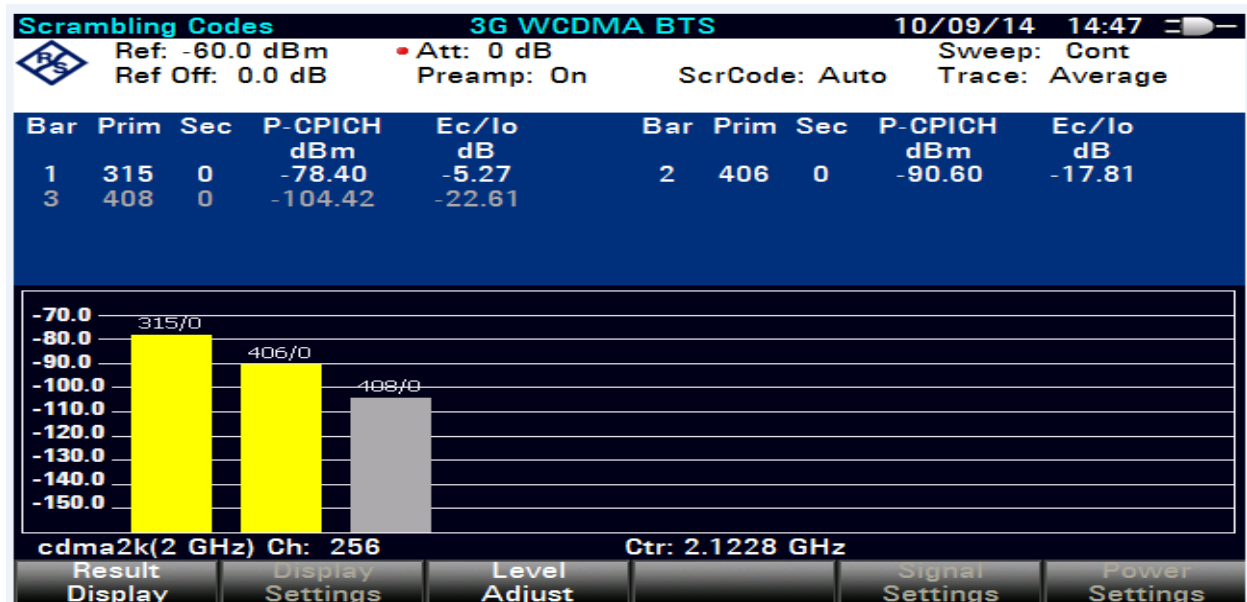 Scrambling Codes 3G WCDMA BTS 10/09/14 14:47
R&S Ref: -60.0 dBm Att: 0 dB Sweep: Cont
Ref Off: 0.0 dB Preamp: On ScrCode: Auto Trace: Average
Bar Prim Sec P-CPICH Ec/Io Bar Prim Sec P-CPICH Ec/Io
dBm dB dBm dB
1 315 0 -78.40 -5.27 2 406 0 -90.60 -17.81
3 408 0 -104.42 -22.61
-70.0
315/0
-80.0
406/0
-90.0
-100.0
408/0
-110.0
-120.0
-130.0
-140.0
-150.0
cdma2k(2 GHz) Ch: 256 Ctr: 2.1228 GHz
Result Display Level Signal Power
Display Settings Adjust Settings Settings